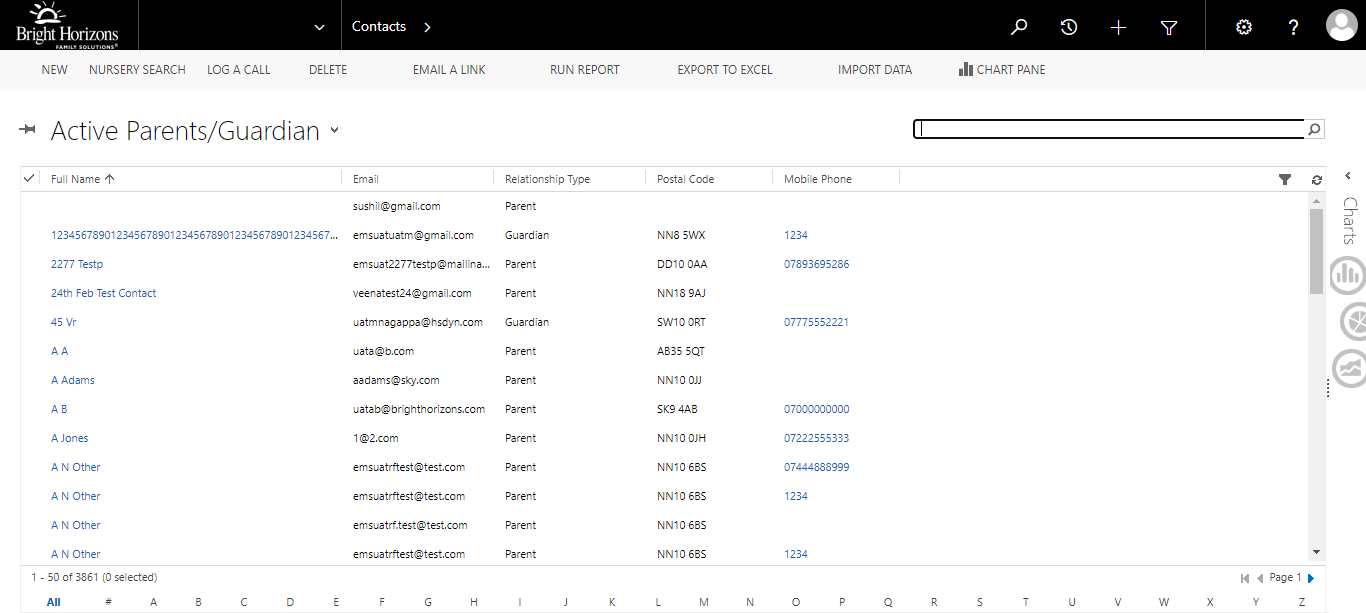 Bright Horizons
FAMILY SOLUTIONS®
Contacts
NEW NURSERY SEARCH LOG A CALL DELETE EMAIL A LINK RUN REPORT EXPORT TO EXCEL IMPORT DATA CHART PANE
Active Parents/Guardian
Full Name Email Relationship Type Postal Code Mobile Phone
Charts
sushil@gmail.com Parent
1234567890123456789012345678901234567890123456... emsuatuatm@gmail.com Guardian NN8 5WX 1234
2277 Testp emsuat2277testp@mailina... Parent DD10 0AA 07893695286
24th Feb Test Contact veenatest24@gmail.com Parent NN18 9AJ
45 Vr uatmnagappa@hsdyn.com Guardian SW10 0RT 07775552221
A A uata@b.com Parent AB35 5QT
A Adams aadams@sky.com Parent NN10 0JJ
A B uatab@brighthorizons.com Parent SK9 4AB 07000000000
A Jones 1@2.com Parent NN10 0JH 07222555333
A N Other emsuatrftest@test.com Parent NN10 6BS 07444888999
A N Other emsuatrftest@test.com Parent NN10 6BS 1234
A N Other emsuatrf.test@test.com Parent NN10 6BS
A N Other emsuatrftest@test.com Parent NN10 6BS 1234
1 - 50 of 3861 (0 selected) Page 1
All # A B C D E F G H I J K L M N O P Q R S T U V W X Y Z